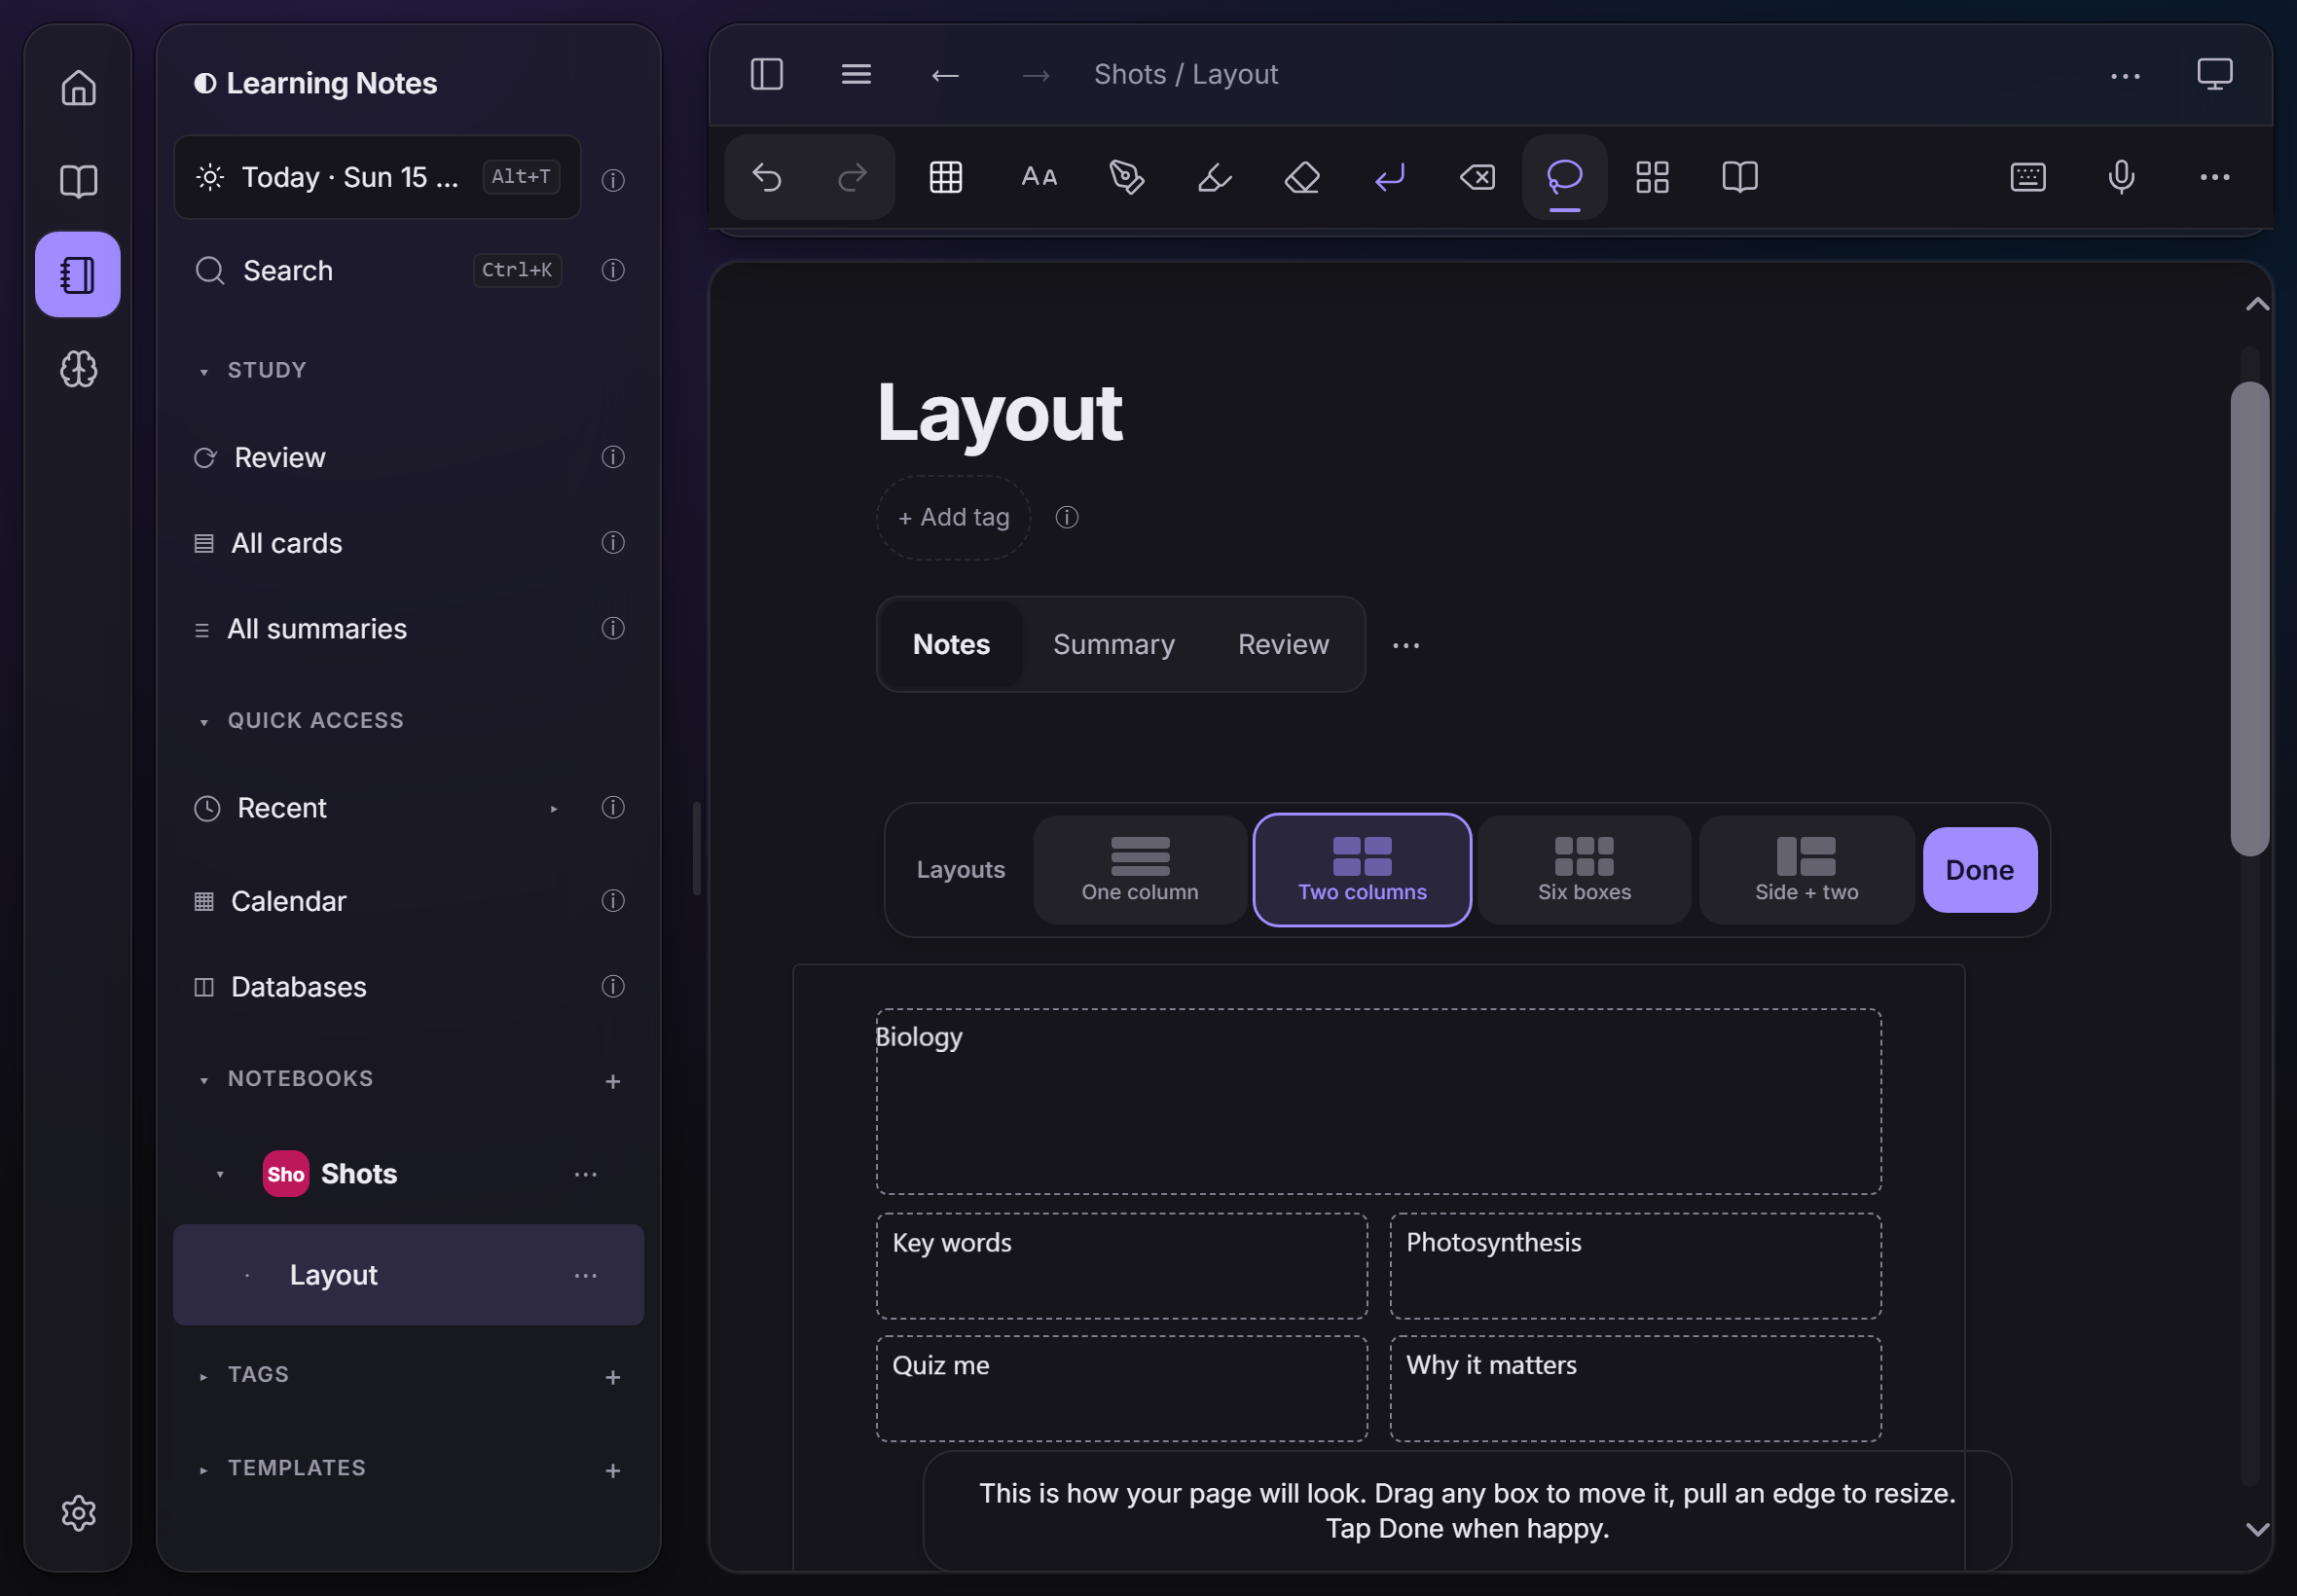 Learning Notes
Today · Sun 15 ...
Alt+T
Search
Ctrl+K
STUDY
Review
All cards
All summaries
QUICK ACCESS
Recent
Calendar
Databases
NOTEBOOKS
Sho Shots
Layout
TAGS
TEMPLATES
Shots / Layout
AA
Layout
+ Add tag
Notes
Summary
Review
Layouts
One column
Two columns
Six boxes
Side + two
Done
Biology
Key words
Photosynthesis
Quiz me
Why it matters
This is how your page will look. Drag any box to move it, pull an edge to resize.
Tap Done when happy.